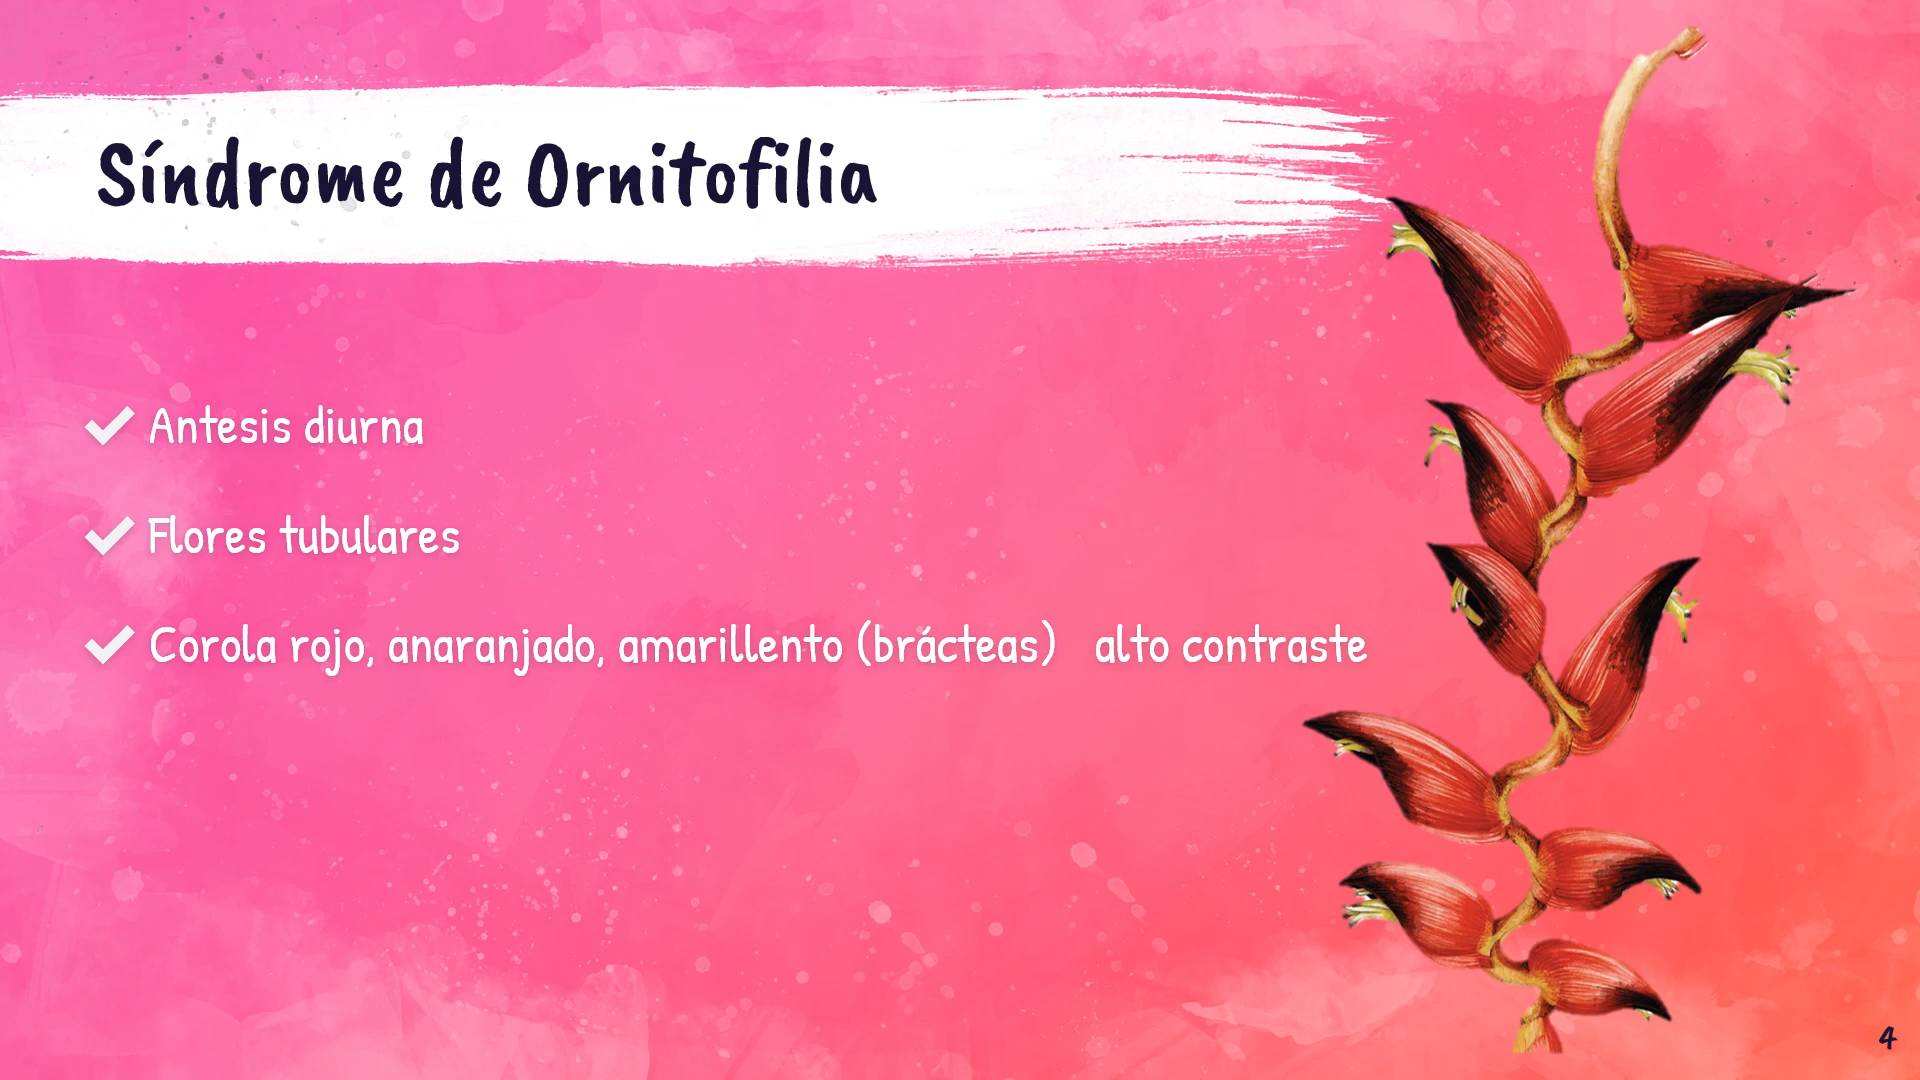 Síndrome de Ornitofilia
Antesis diurna
Flores tubulares
Corola rojo, anaranjado, amarillento (brácteas) alto contraste
4